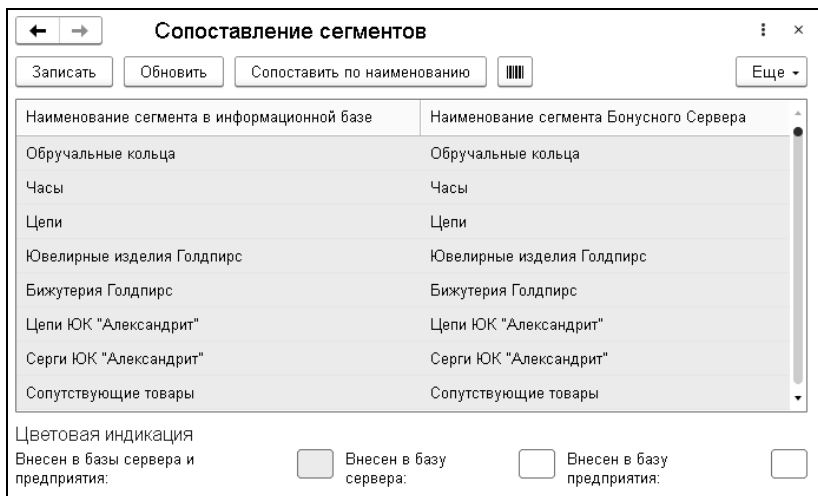 Сопоставление сегментов
Записать Обновить Сопоставить по наименованию Еще
Наименование сегмента в информационной базе Наименование сегмента Бонусного Сервера
Обручальные кольца Обручальные кольца
Часы Часы
Цепи Цепи
Ювелирные изделия Голдпирс Ювелирные изделия Голдпирс
Бижутерия Голдпирс Бижутерия Голдпирс
Цепи ЮК "Александрит" Цепи ЮК "Александрит"
Серги ЮК "Александрит" Серги ЮК "Александрит"
Сопутствующие товары Сопутствующие товары
Цветовая индикация
Внесен в базы сервера и Внесен в базу Внесен в базу
предприятия: сервера: предприятия: